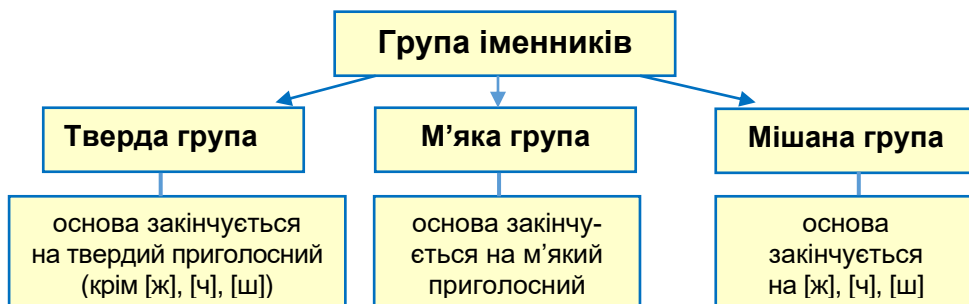 Група іменників
Тверда група
М’яка група
Мішана група
основа закінчується
на твердий приголосний
(крім [ж], [ч], [ш])
основа закінчу-
ється на м’який
приголосний
основа
закінчується
на [ж], [ч], [ш]